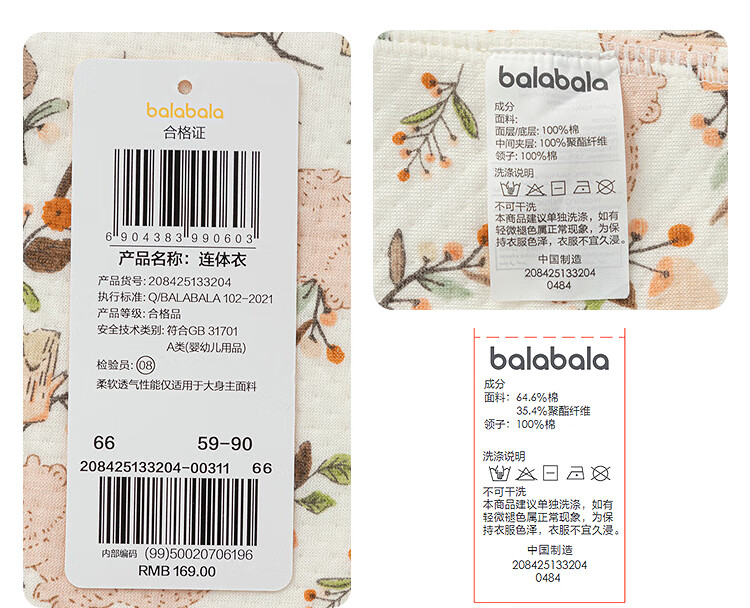 balabala
合格证
6 904383 990603
产品名称：连体衣
产品货号: 208425133204
执行标准: Q/BALABALA 102-2021
产品等级: 合格品
安全技术类别: 符合GB 31701
A类(婴幼儿用品)
检验员: 08
柔软透气性能仅适用于大身主面料
66 59-90
208425133204-00311 66
内部编码 (99)50020706196
RMB 169.00
balabala
成分
面料:
面层/底层: 100%棉
中间夹层: 100%聚酯纤维
领子: 100%棉
洗涤说明
不可干洗
本商品建议单独洗涤，如有
轻微褪色属正常现象，为保
持衣服色泽，衣服不宜久浸。
中国制造
208425133204
0484
balabala
成分
面料: 64.6%棉
35.4%聚酯纤维
领子: 100%棉
洗涤说明
不可干洗
本商品建议单独洗涤，如有
轻微褪色属正常现象，为保
持衣服色泽，衣服不宜久浸。
中国制造
208425133204
0484